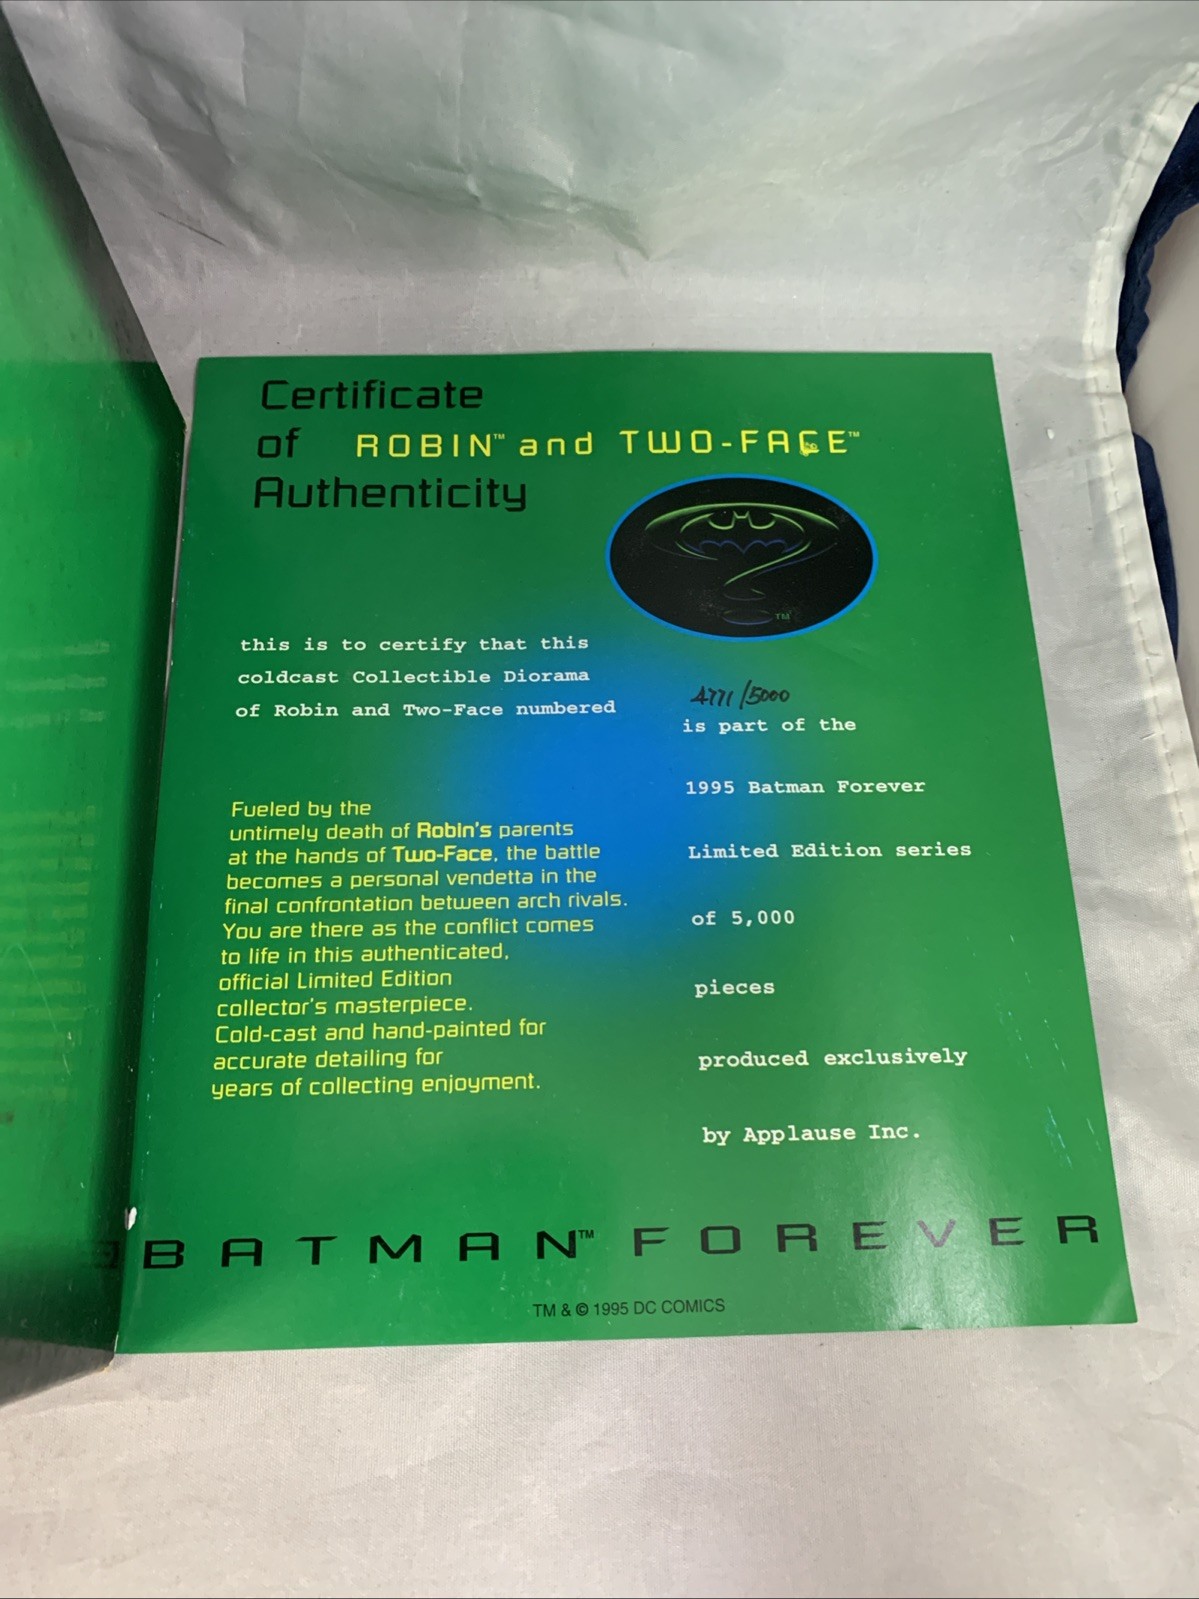 Certificate
of ROBIN™ and TWO-FACE™
Authenticity
TM
this is to certify that this
coldcast Collectible Diorama
of Robin and Two-Face numbered
4771/5000
is part of the
1995 Batman Forever
Limited Edition series
of 5,000
pieces
produced exclusively
by Applause Inc.
Fueled by the
untimely death of Robin's parents
at the hands of Two-Face, the battle
becomes a personal vendetta in the
final confrontation between arch rivals.
You are there as the conflict comes
to life in this authenticated,
official Limited Edition
collector's masterpiece.
Cold-cast and hand-painted for
accurate detailing for
years of collecting enjoyment.
BATMAN™ FOREVER
TM & © 1995 DC COMICS